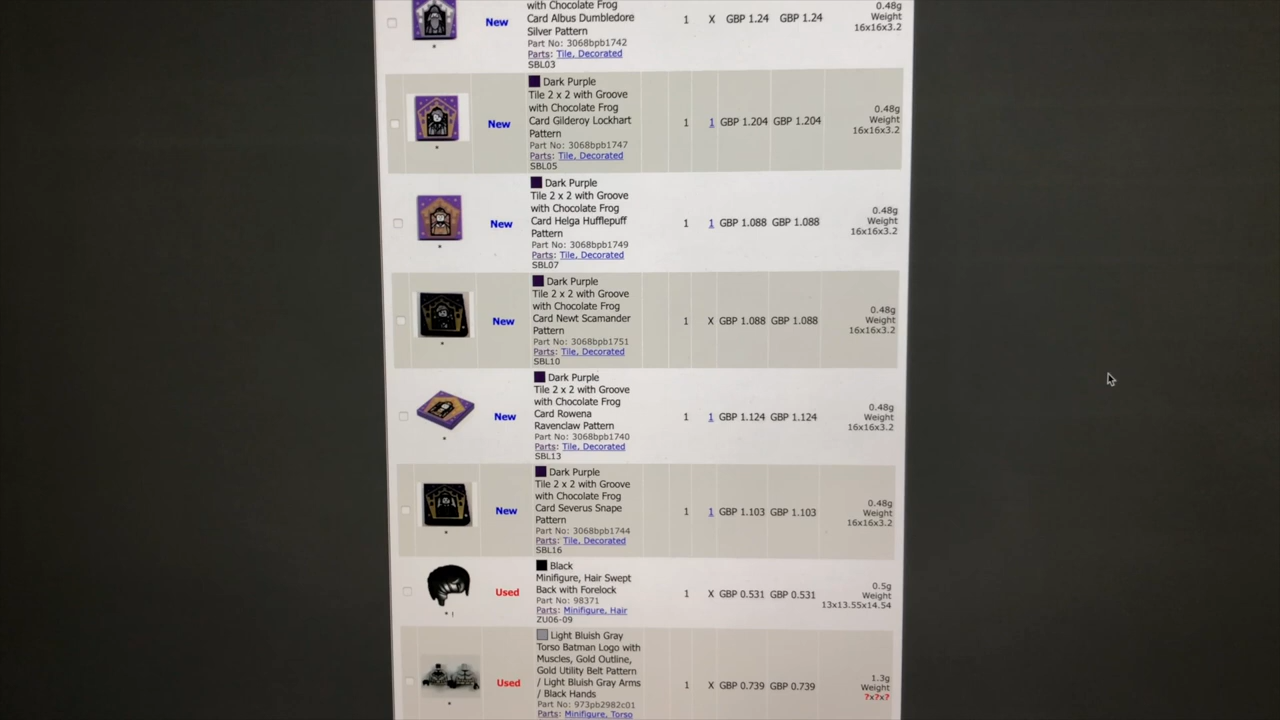 with Chocolate Frog
Card Albus Dumbledore
Silver Pattern
Part No: 3068bpb1742
Parts: Tile, Decorated
SBL03
New
1 X GBP 1.24 GBP 1.24
0.48g
Weight
16x16x3.2
Dark Purple
Tile 2 x 2 with Groove
with Chocolate Frog
Card Gilderoy Lockhart
Pattern
Part No: 3068bpb1747
Parts: Tile, Decorated
SBL05
New
1 1 GBP 1.204 GBP 1.204
0.48g
Weight
16x16x3.2
Dark Purple
Tile 2 x 2 with Groove
with Chocolate Frog
Card Helga Hufflepuff
Pattern
Part No: 3068bpb1749
Parts: Tile, Decorated
SBL07
New
1 1 GBP 1.088 GBP 1.088
0.48g
Weight
16x16x3.2
Dark Purple
Tile 2 x 2 with Groove
with Chocolate Frog
Card Newt Scamander
Pattern
Part No: 3068bpb1751
Parts: Tile, Decorated
SBL10
New
1 X GBP 1.088 GBP 1.088
0.48g
Weight
16x16x3.2
Dark Purple
Tile 2 x 2 with Groove
with Chocolate Frog
Card Rowena
Ravenclaw Pattern
Part No: 3068bpb1740
Parts: Tile, Decorated
SBL13
New
1 1 GBP 1.124 GBP 1.124
0.48g
Weight
16x16x3.2
Dark Purple
Tile 2 x 2 with Groove
with Chocolate Frog
Card Severus Snape
Pattern
Part No: 3068bpb1744
Parts: Tile, Decorated
SBL16
New
1 1 GBP 1.103 GBP 1.103
0.48g
Weight
16x16x3.2
Black
Minifigure, Hair Swept
Back with Forelock
Part No: 98371
Parts: Minifigure, Hair
ZU06-09
Used
1 X GBP 0.531 GBP 0.531
0.5g
Weight
13x13.55x14.54
Light Bluish Gray
Torso Batman Logo with
Muscles, Gold Outline,
Gold Utility Belt Pattern
/ Light Bluish Gray Arms
/ Black Hands
Part No: 973pb2982c01
Parts: Minifigure, Torso
Used
1 X GBP 0.739 GBP 0.739
1.3g
Weight
?x?x?